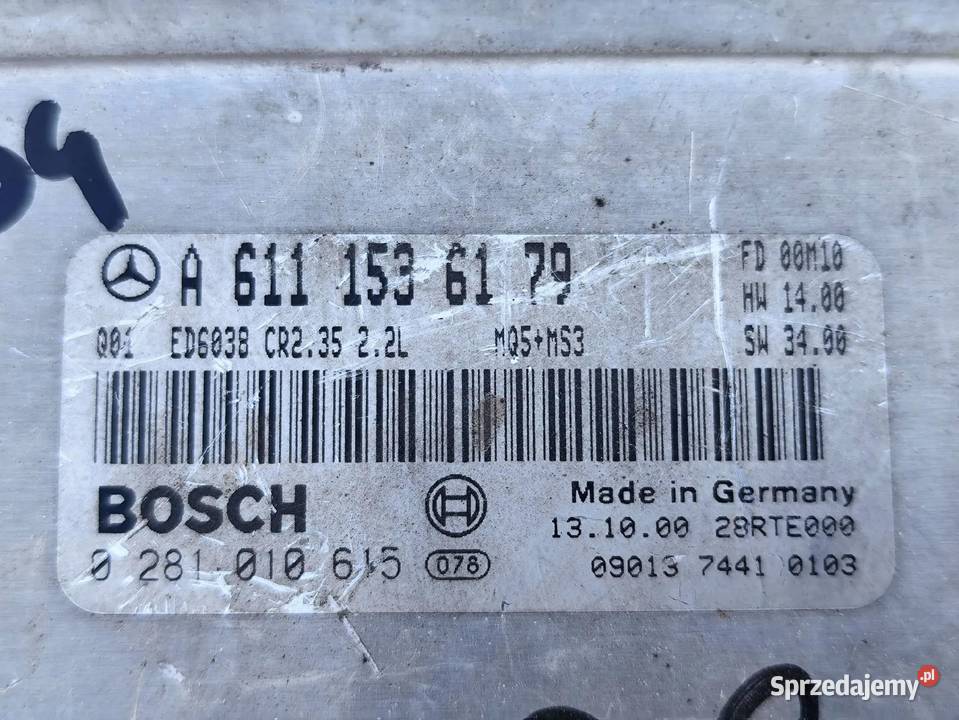 04
A 611 153 61 79
FD 00M10
HW 14.00
Q01 ED6038 CR2.35 2.2L MQ5+MS3
SW 34.00
BOSCH
Made in Germany
13.10.00 28RTE000
0 281 010 615
078
09013 7441 0103
Sprzedajemy.pl